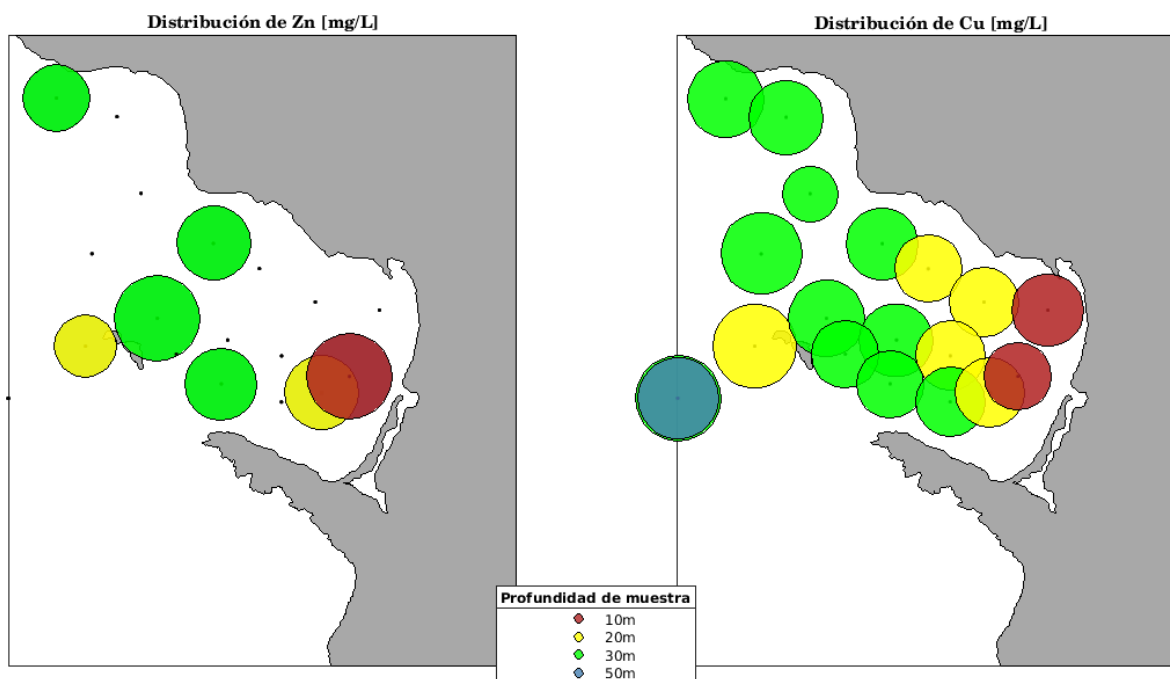 Distribución de Zn [mg/L]
Distribución de Cu [mg/L]
Profundidad de muestra
10m
20m
30m
50m